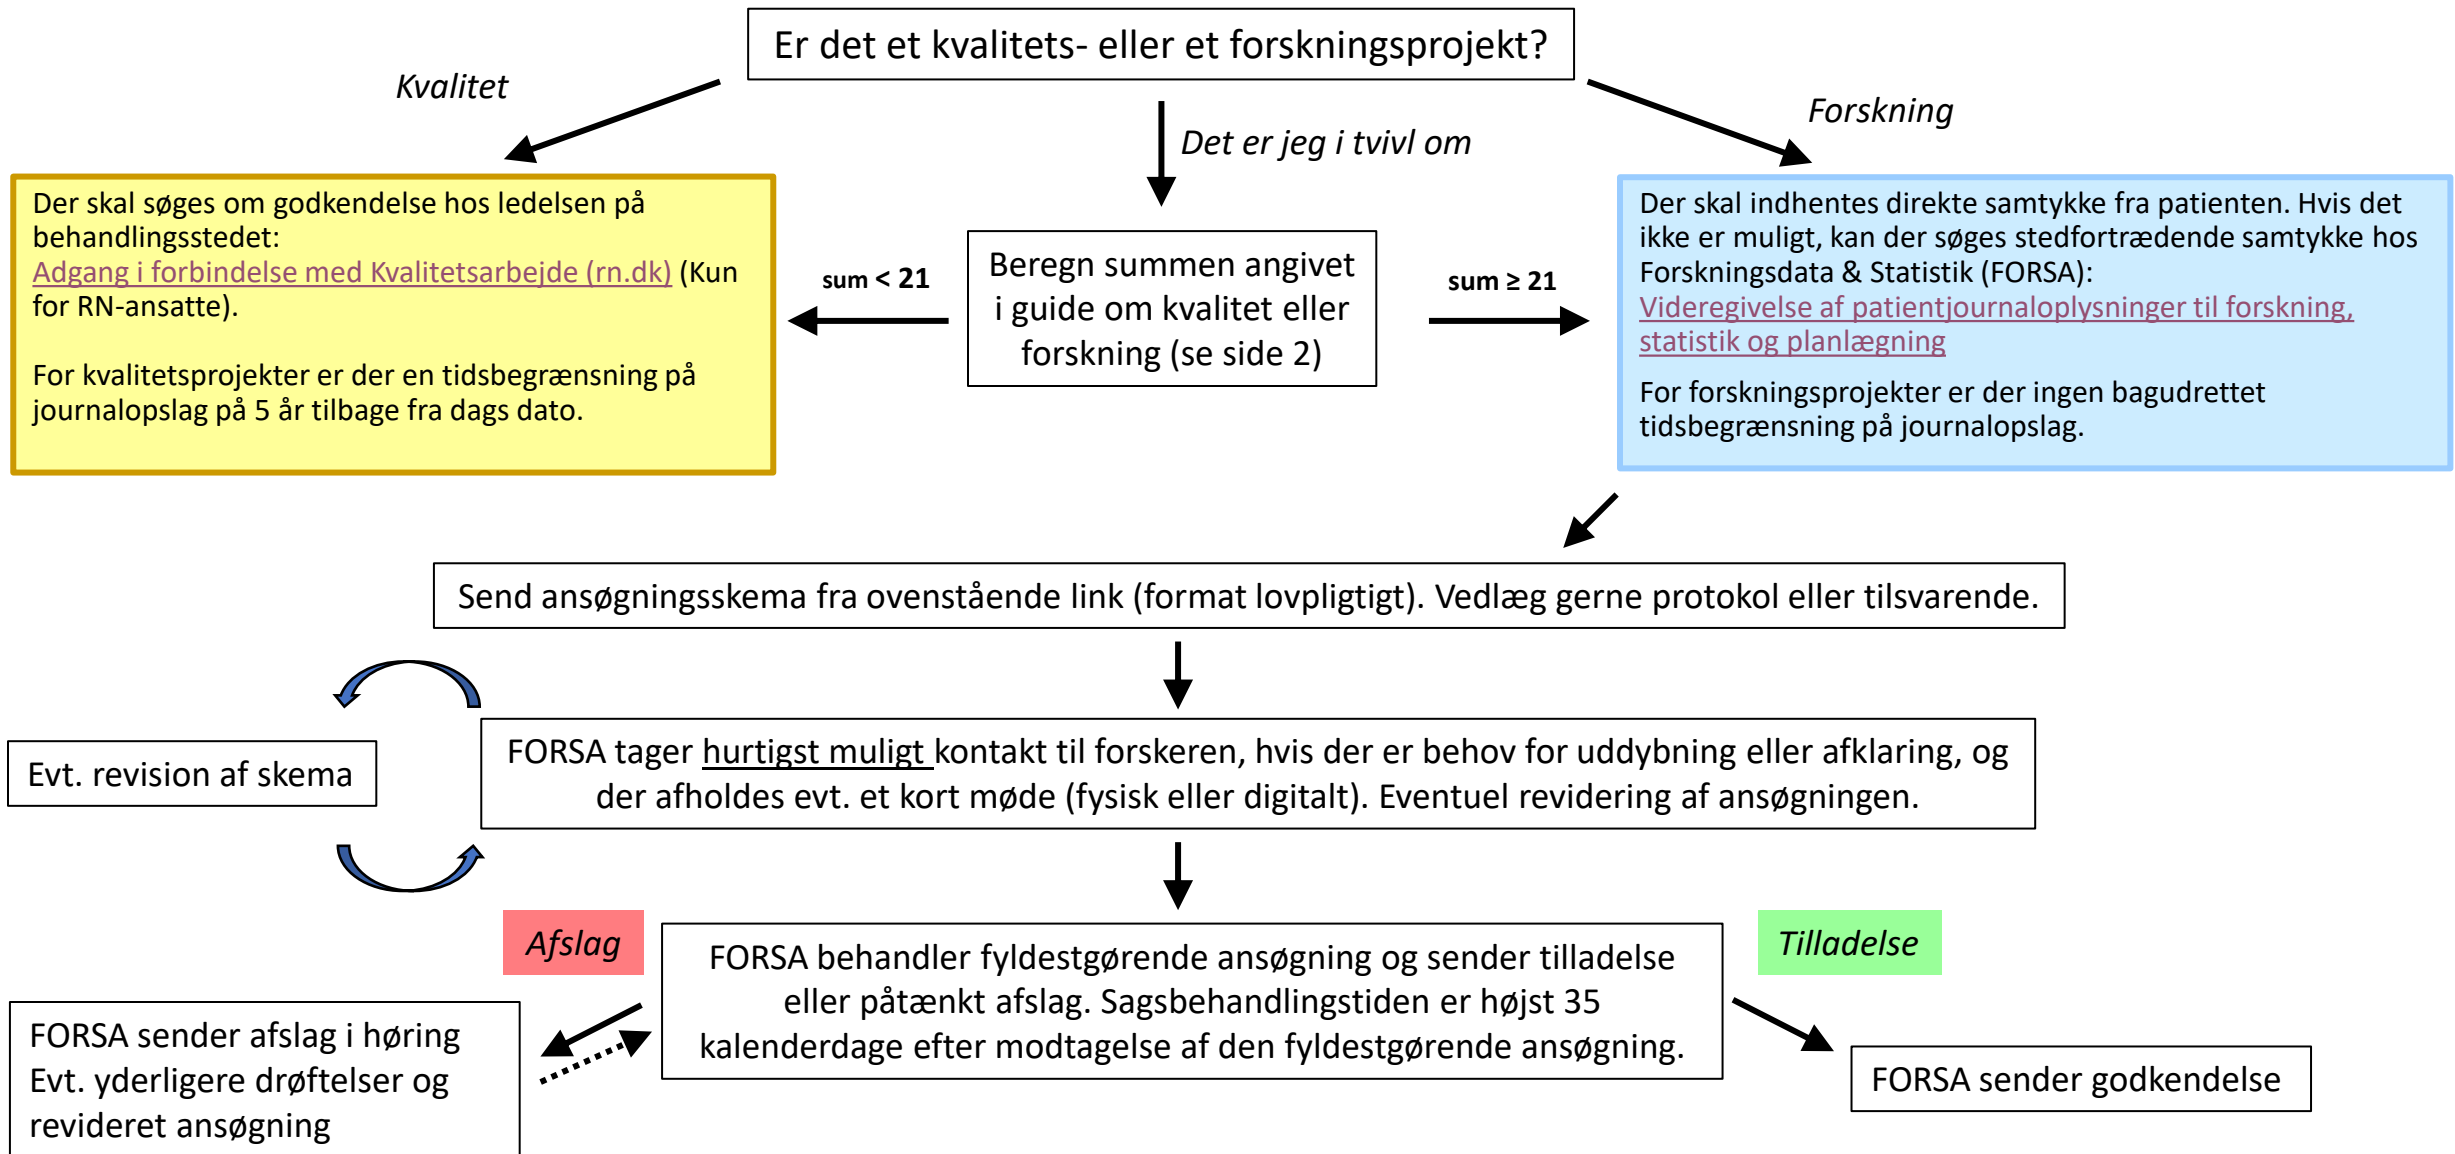 Er det et kvalitets- eller et forskningsprojekt?
Kvalitet
Det er jeg i tvivl om
Forskning
Der skal søges om godkendelse hos ledelsen på
behandlingsstedet:
Adgang i forbindelse med Kvalitetsarbejde (rn.dk) (Kun
for RN-ansatte).
For kvalitetsprojekter er der en tidsbegrænsning på
journalopslag på 5 år tilbage fra dags dato.
sum < 21
Beregn summen angivet
i guide om kvalitet eller
forskning (se side 2)
sum ≥ 21
Der skal indhentes direkte samtykke fra patienten. Hvis det
ikke er muligt, kan der søges stedfortrædende samtykke hos
Forskningsdata & Statistik (FORSA):
Videregivelse af patientjournaloplysninger til forskning,
statistik og planlægning
For forskningsprojekter er der ingen bagudrettet
tidsbegrænsning på journalopslag.
Send ansøgningsskema fra ovenstående link (format lovpligtigt). Vedlæg gerne protokol eller tilsvarende.
Evt. revision af skema
FORSA tager hurtigst muligt kontakt til forskeren, hvis der er behov for uddybning eller afklaring, og
der afholdes evt. et kort møde (fysisk eller digitalt). Eventuel revidering af ansøgningen.
Afslag
FORSA behandler fyldestgørende ansøgning og sender tilladelse
eller påtænkt afslag. Sagsbehandlingstiden er højst 35
kalenderdage efter modtagelse af den fyldestgørende ansøgning.
Tilladelse
FORSA sender afslag i høring
Evt. yderligere drøftelser og
revideret ansøgning
FORSA sender godkendelse